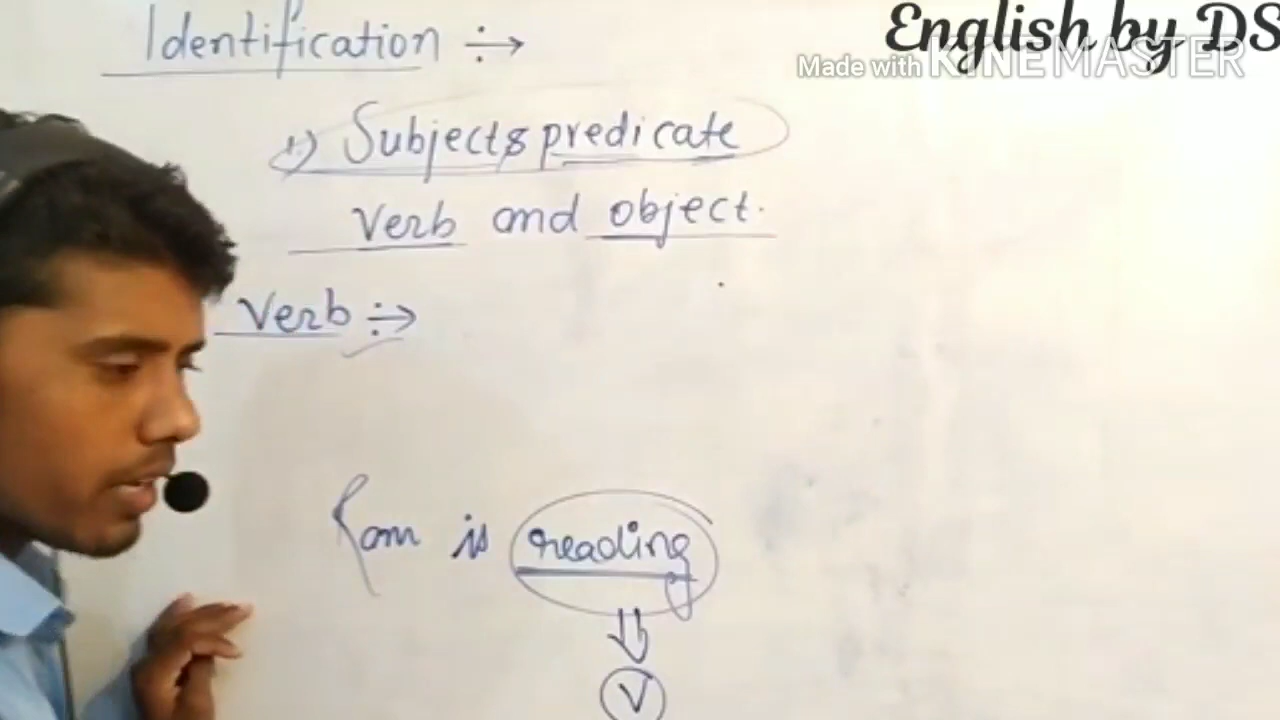 English by DS
Made with KINEMASTER
Identification ÷→
1) Subject & predicate
Verb and object.
Verb ÷→
Ram is reading
V